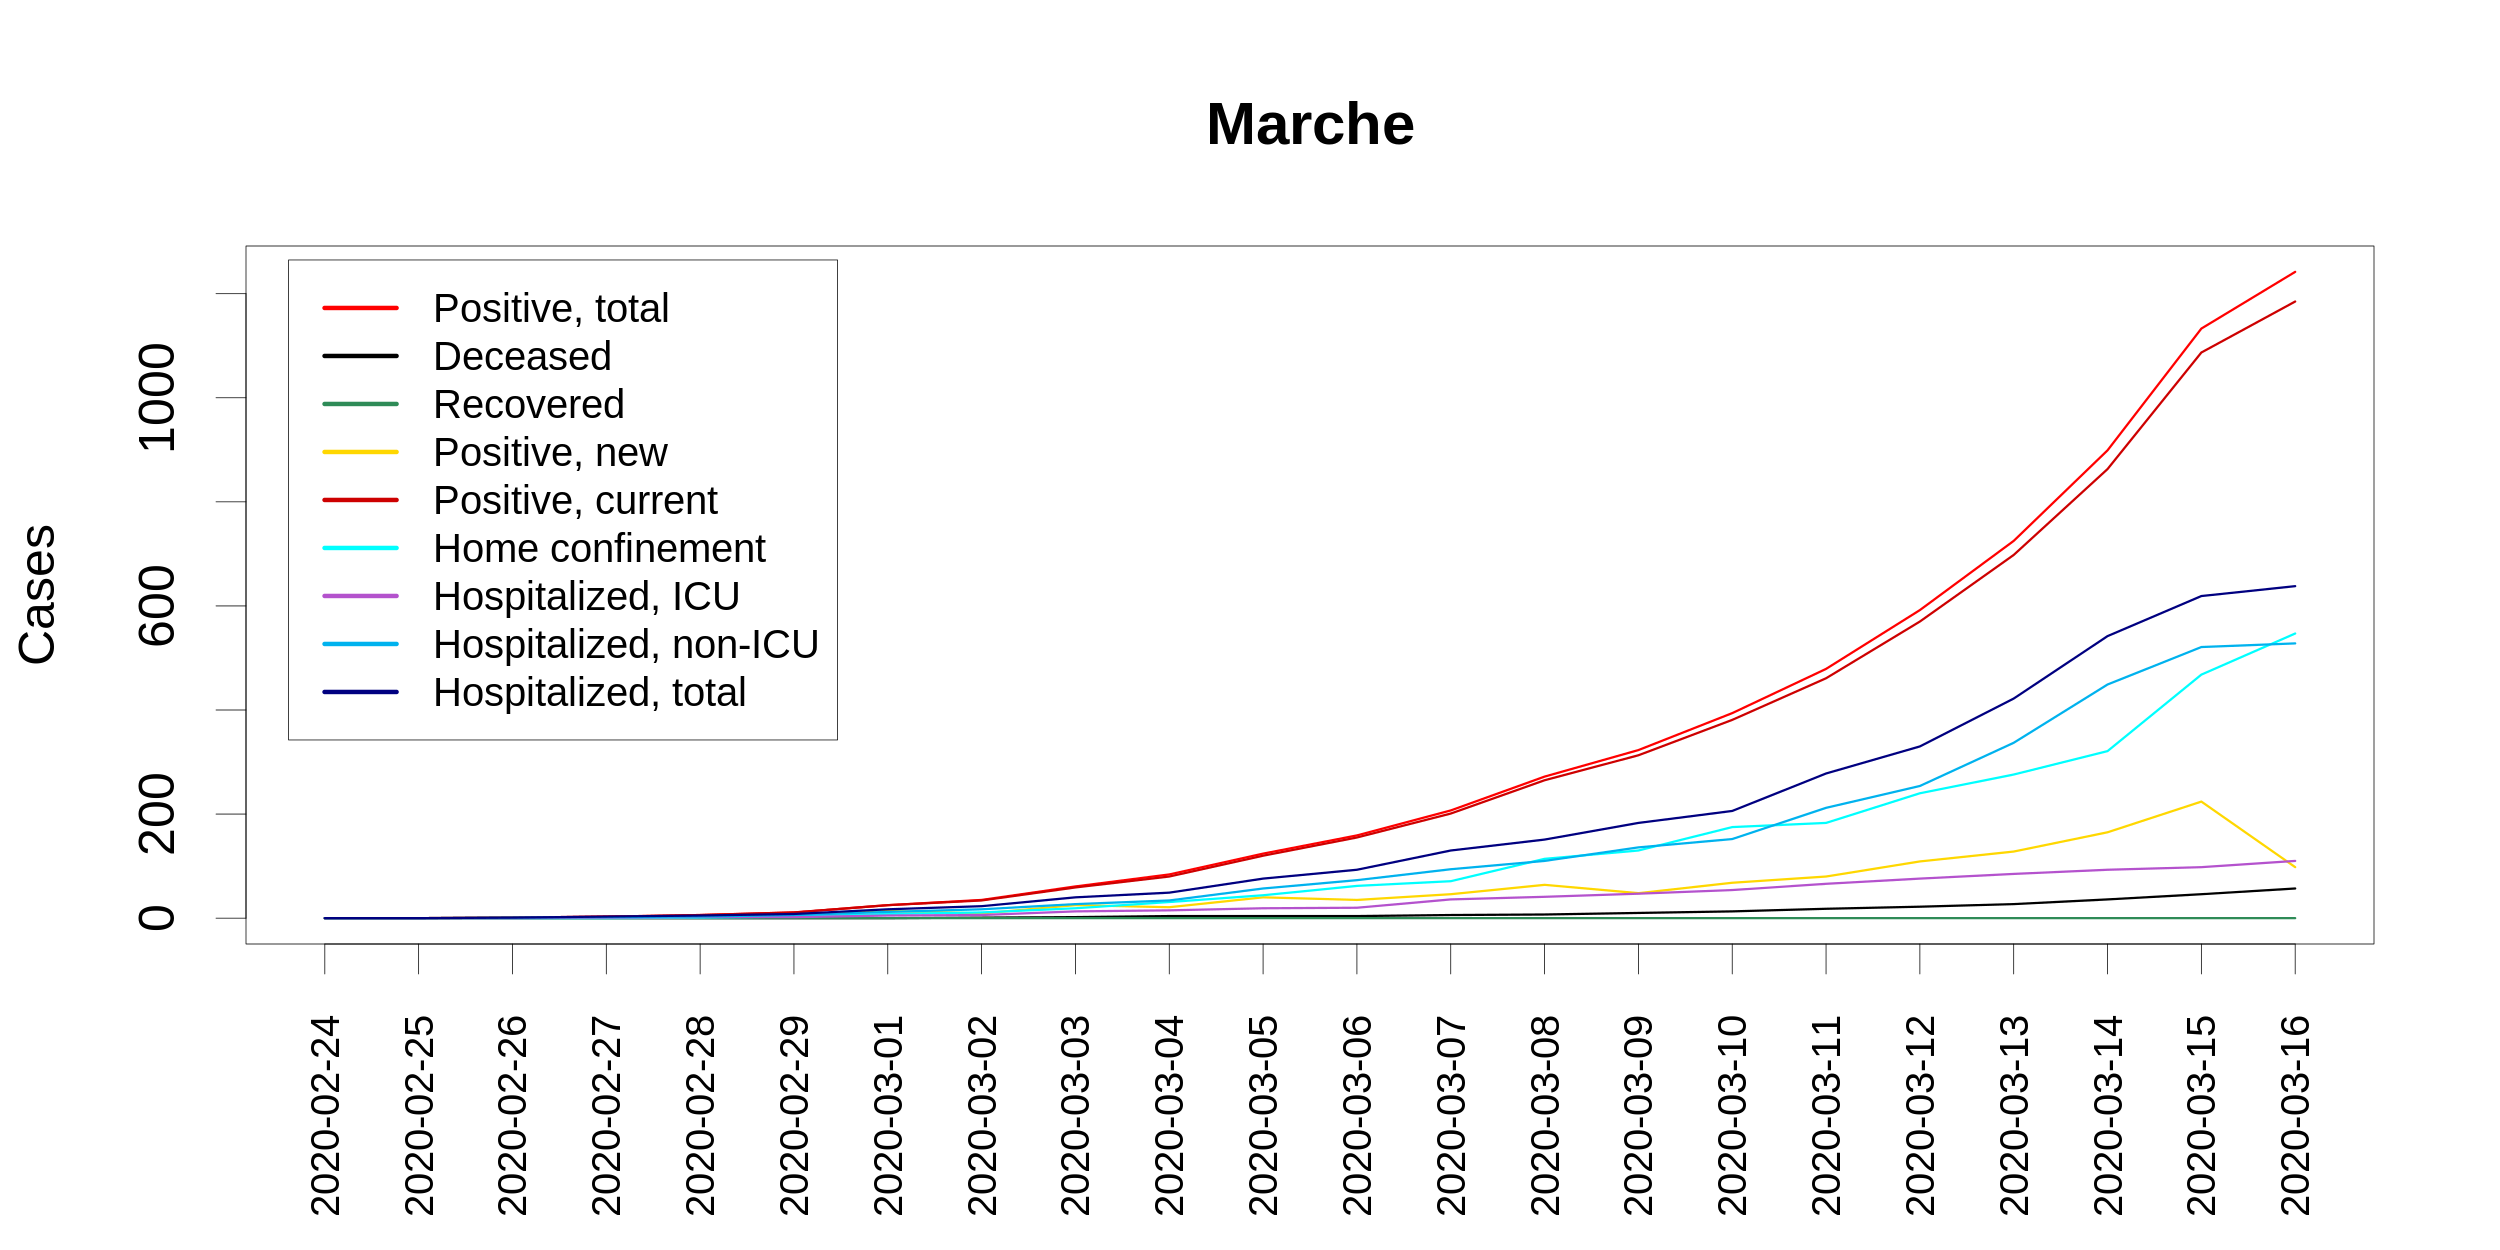 Marche
Cases
0
200
600
1000
Positive, total
Deceased
Recovered
Positive, new
Positive, current
Home confinement
Hospitalized, ICU
Hospitalized, non-ICU
Hospitalized, total
2020-02-24
2020-02-25
2020-02-26
2020-02-27
2020-02-28
2020-02-29
2020-03-01
2020-03-02
2020-03-03
2020-03-04
2020-03-05
2020-03-06
2020-03-07
2020-03-08
2020-03-09
2020-03-10
2020-03-11
2020-03-12
2020-03-13
2020-03-14
2020-03-15
2020-03-16